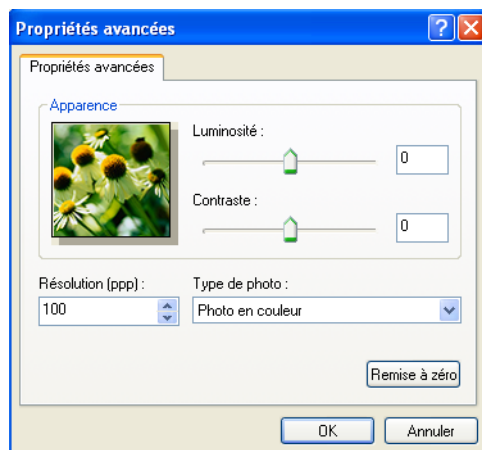 Propriétés avancées
Propriétés avancées
Apparence
Luminosité :
0
Contraste :
0
Résolution (ppp) :
100
Type de photo :
Photo en couleur
Remise à zéro
OK
Annuler